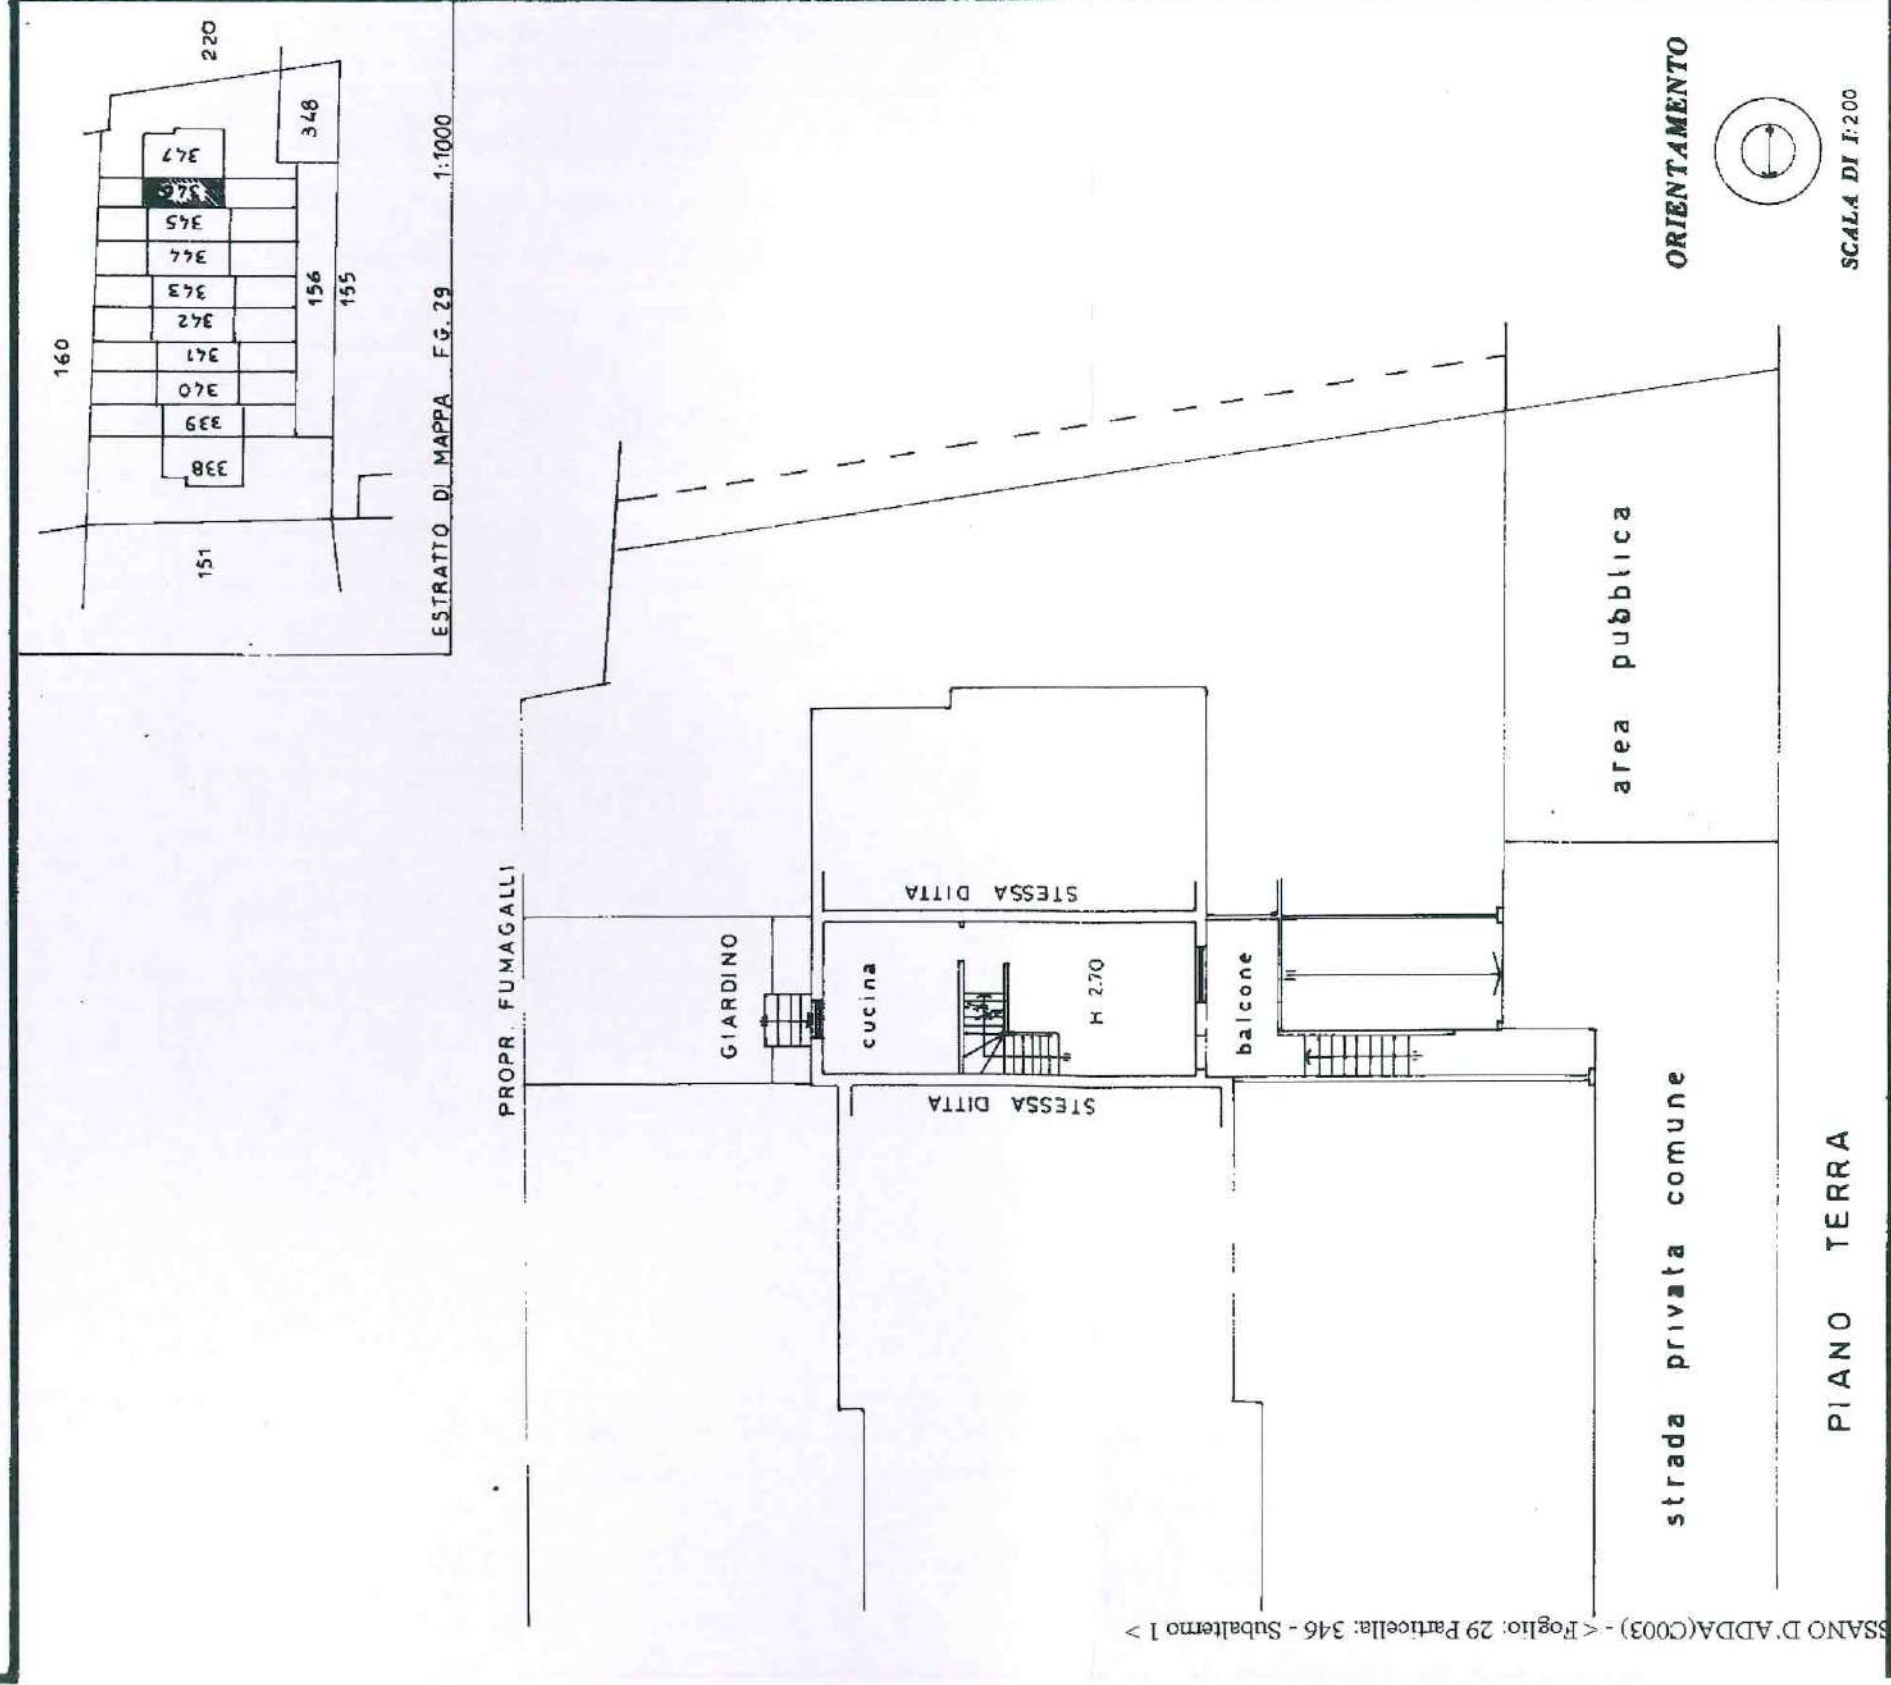 220
348
347
346
345
344
343
342
341
340
339
338
156
155
160
151
ESTRATTO DI MAPPA FG. 29 1:1000
ORIENTAMENTO
SCALA DI 1:200
PROPR. FUMAGALLI
GIARDINO
cucina
H 2.70
balcone
STESSA DITTA
STESSA DITTA
area pubblica
strada privata comune
PIANO TERRA
SSANO D'ADDA(C003) - < Foglio: 29 Particella: 346 - Subalterno 1 >